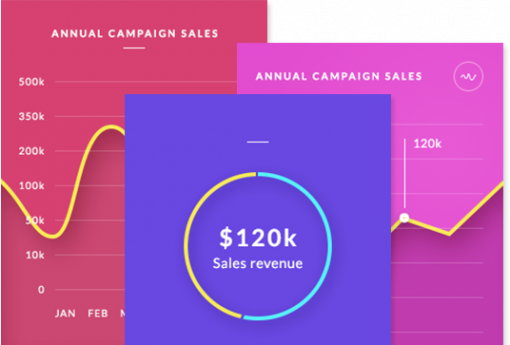 ANNUAL CAMPAIGN SALES
500k
350k
200k
100k
50k
10k
0
JAN FEB
$120k
Sales revenue
ANNUAL CAMPAIGN SALES
120k